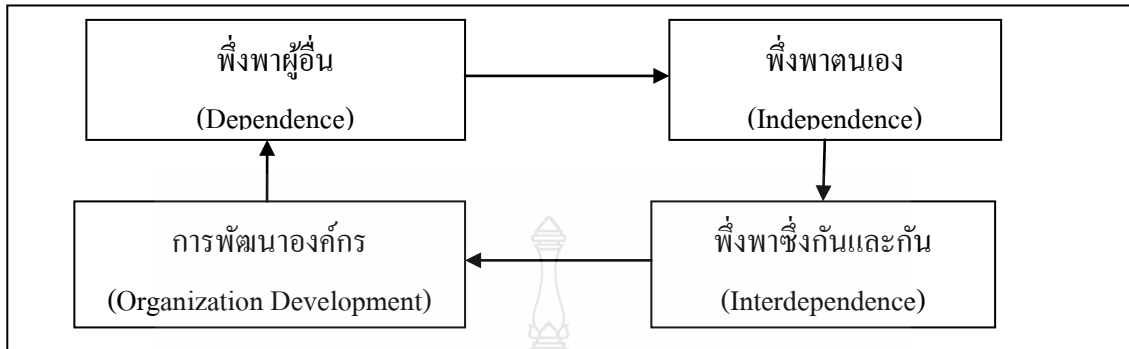 พึ่งพาผู้อื่น
(Dependence)
พึ่งพาตนเอง
(Independence)
การพัฒนาองค์กร
(Organization Development)
พึ่งพาซึ่งกันและกัน
(Interdependence)